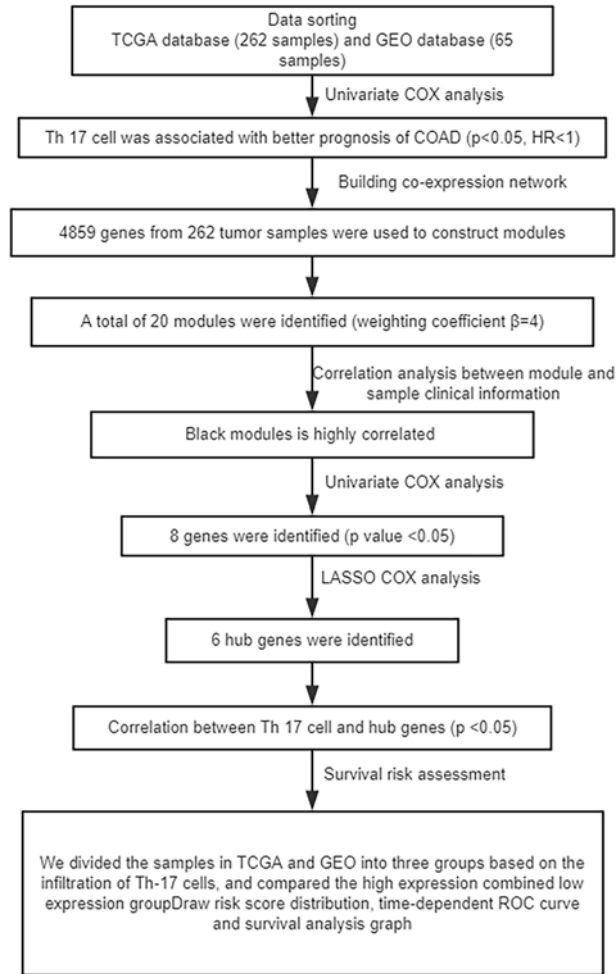 Data sorting
TCGA database (262 samples) and GEO database (65
samples)
Univariate COX analysis
Th 17 cell was associated with better prognosis of COAD (p<0.05, HR<1)
Building co-expression network
4859 genes from 262 tumor samples were used to construct modules
A total of 20 modules were identified (weighting coefficient β=4)
Correlation analysis between module and
sample clinical information
Black modules is highly correlated
Univariate COX analysis
8 genes were identified (p value <0.05)
LASSO COX analysis
6 hub genes were identified
Correlation between Th 17 cell and hub genes (p <0.05)
Survival risk assessment
We divided the samples in TCGA and GEO into three groups based on the
infiltration of Th-17 cells, and compared the high expression combined low
expression groupDraw risk score distribution, time-dependent ROC curve
and survival analysis graph